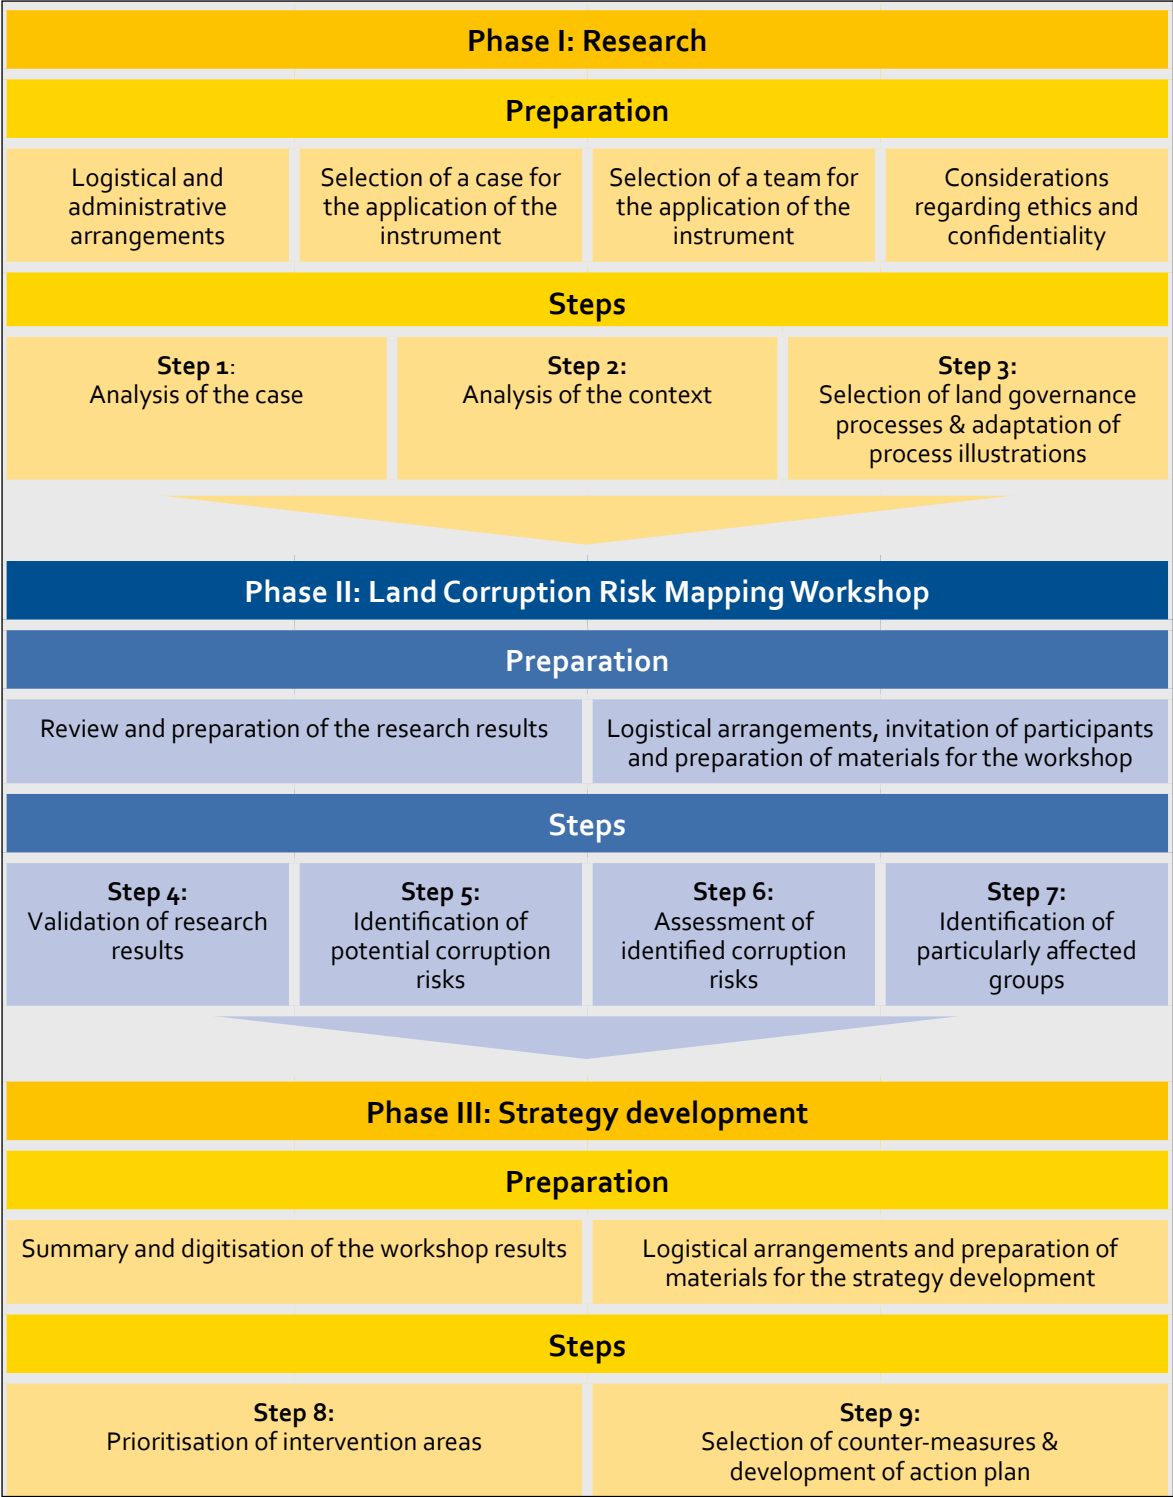 Phase I: Research
Preparation
Logistical and
administrative
arrangements
Selection of a case for
the application of the
instrument
Selection of a team for
the application of the
instrument
Considerations
regarding ethics and
confidentiality
Steps
Step 1:
Analysis of the case
Step 2:
Analysis of the context
Step 3:
Selection of land governance
processes & adaptation of
process illustrations
Phase II: Land Corruption Risk Mapping Workshop
Preparation
Review and preparation of the research results
Logistical arrangements, invitation of participants
and preparation of materials for the workshop
Steps
Step 4:
Validation of research
results
Step 5:
Identification of
potential corruption
risks
Step 6:
Assessment of
identified corruption
risks
Step 7:
Identification of
particularly affected
groups
Phase III: Strategy development
Preparation
Summary and digitisation of the workshop results
Logistical arrangements and preparation of
materials for the strategy development
Steps
Step 8:
Prioritisation of intervention areas
Step 9:
Selection of counter-measures &
development of action plan